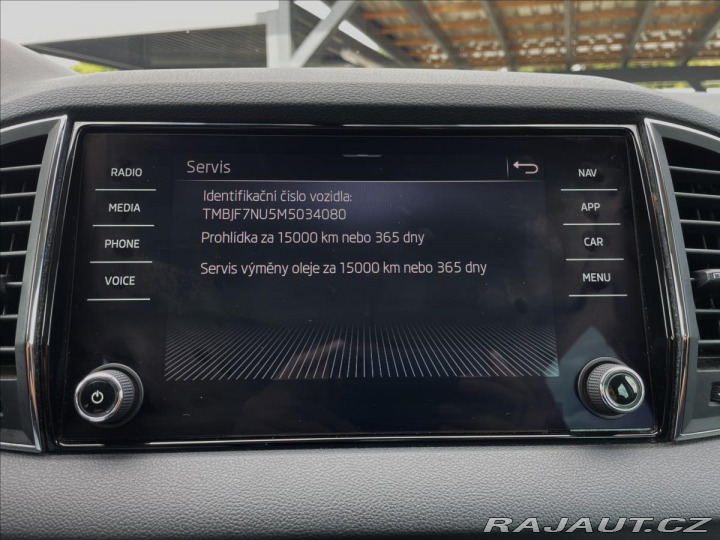 Servis
RADIO
MEDIA
PHONE
VOICE
Identifikační číslo vozidla:
TMBJF7NU5M5034080
Prohlídka za 15000 km nebo 365 dny
Servis výměny oleje za 15000 km nebo 365 dny
NAV
APP
CAR
MENU
RAJAUT.CZ